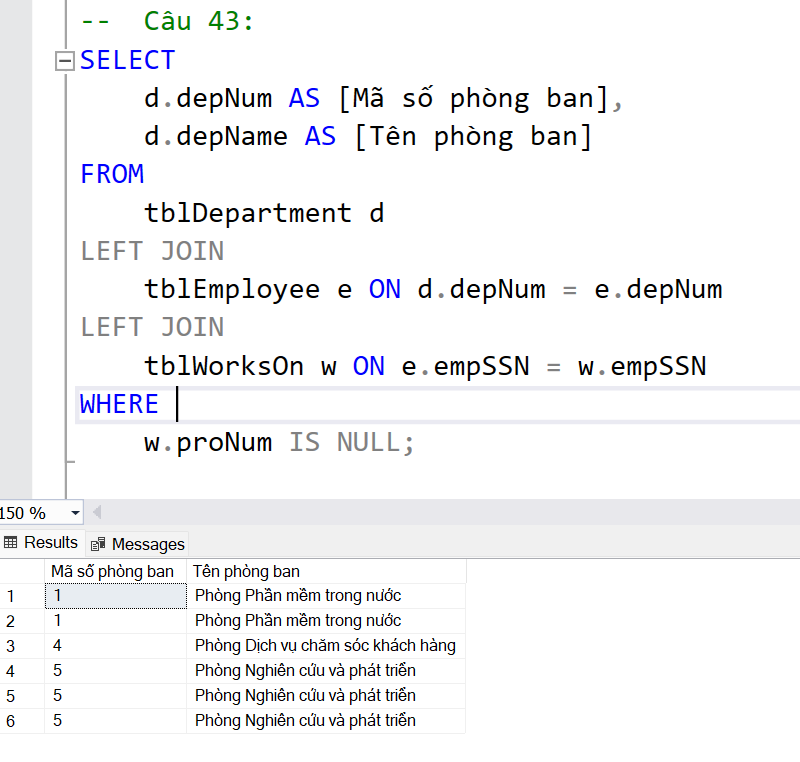 -- Câu 43:
SELECT
d.depNum AS [Mã số phòng ban],
d.depName AS [Tên phòng ban]
FROM
tblDepartment d
LEFT JOIN
tblEmployee e ON d.depNum = e.depNum
LEFT JOIN
tblWorksOn w ON e.empSSN = w.empSSN
WHERE
w.proNum IS NULL;
150 %
Results Messages
Mã số phòng ban Tên phòng ban
1 1 Phòng Phần mềm trong nước
2 1 Phòng Phần mềm trong nước
3 4 Phòng Dịch vụ chăm sóc khách hàng
4 5 Phòng Nghiên cứu và phát triển
5 5 Phòng Nghiên cứu và phát triển
6 5 Phòng Nghiên cứu và phát triển